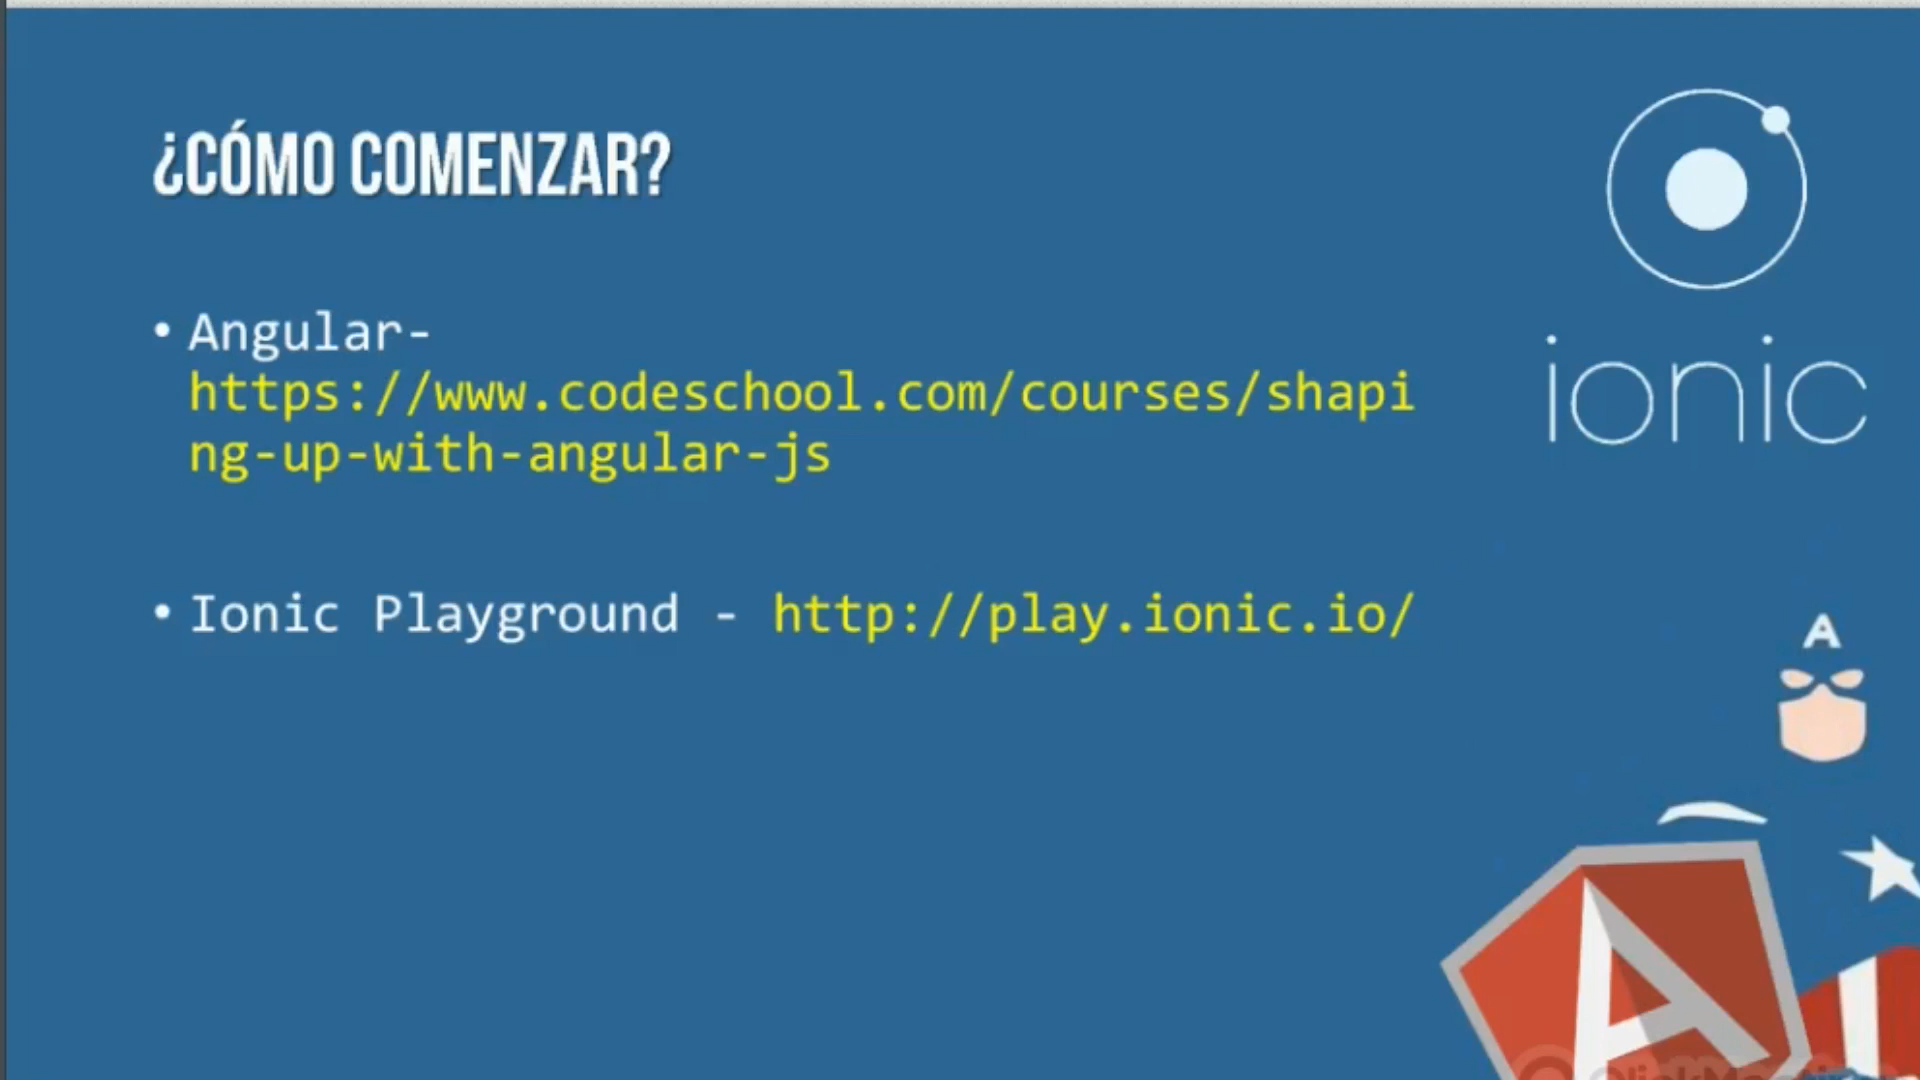 ¿CÓMO COMENZAR?
ionic
• Angular-
https://www.codeschool.com/courses/shapi
ng-up-with-angular-js
• Ionic Playground - http://play.ionic.io/
A
A